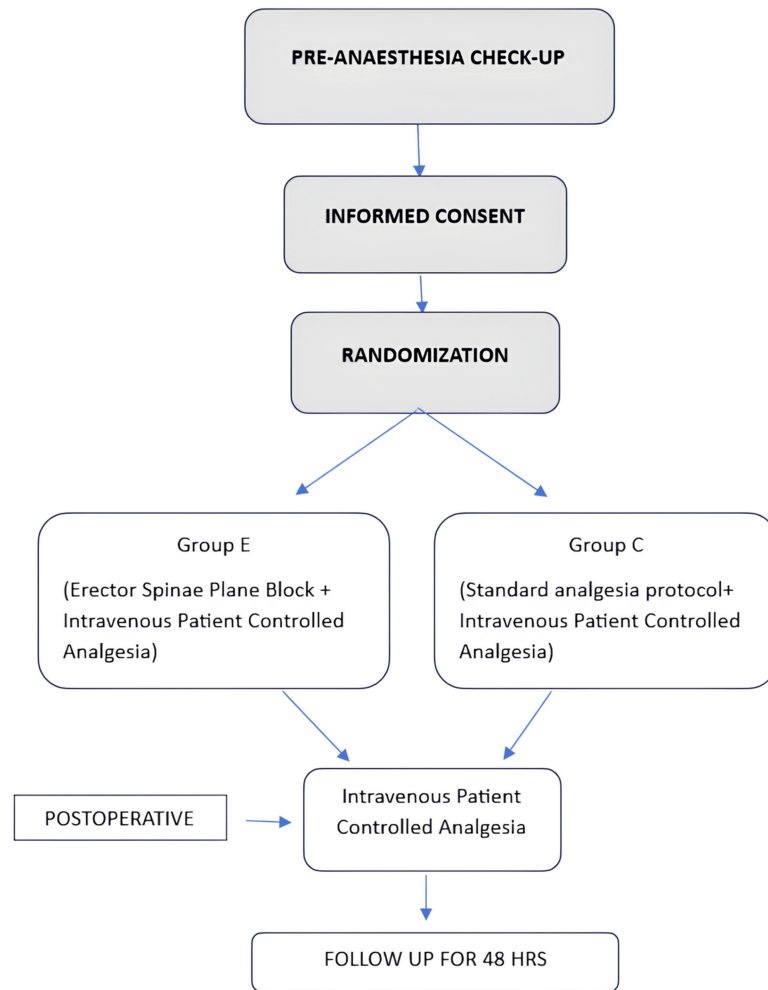 PRE-ANAESTHESIA CHECK-UP
INFORMED CONSENT
RANDOMIZATION
Group E
(Erector Spinae Plane Block +
Intravenous Patient Controlled
Analgesia)
Group C
(Standard analgesia protocol+
Intravenous Patient Controlled
Analgesia)
POSTOPERATIVE
Intravenous Patient
Controlled Analgesia
FOLLOW UP FOR 48 HRS